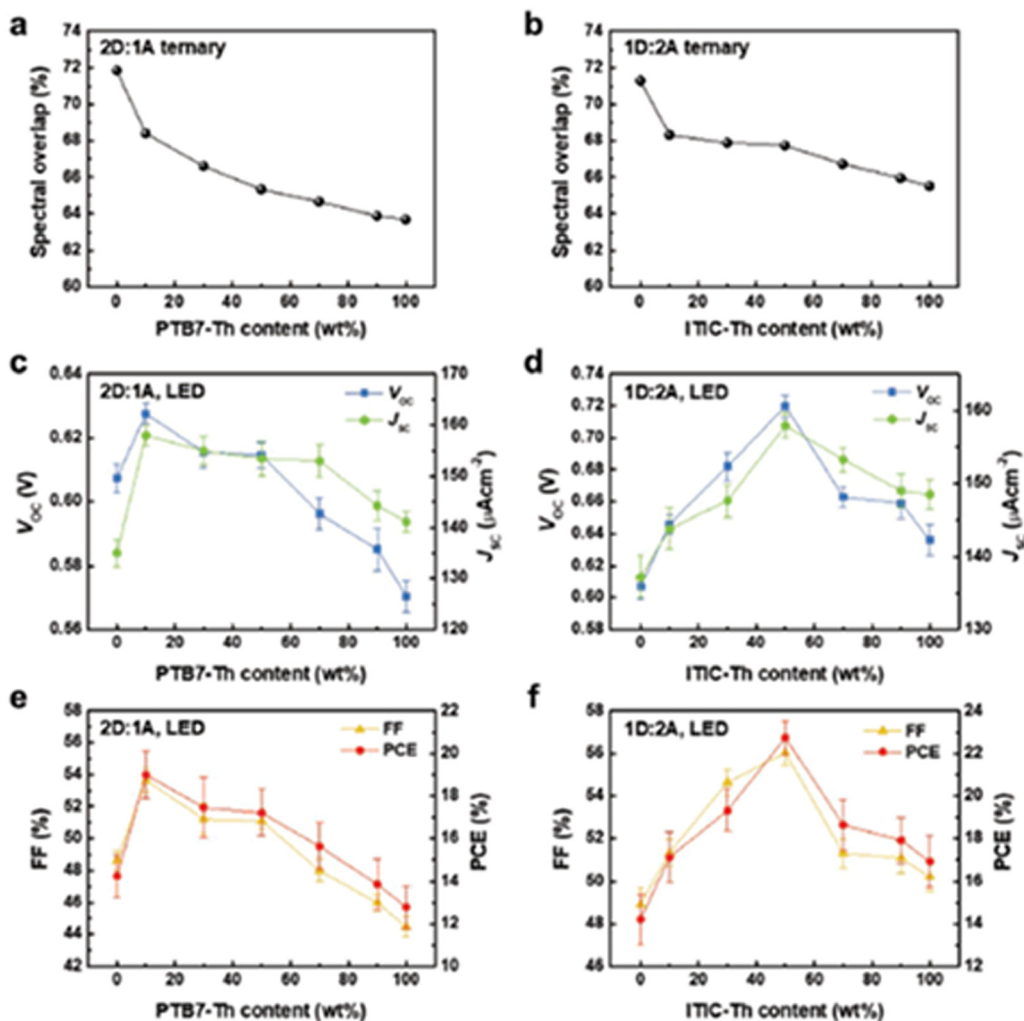 a
2D:1A ternary
Spectral overlap (%)
74
72
70
68
66
64
62
60
0 20 40 60 80 100
PTB7-Th content (wt%)
b
1D:2A ternary
Spectral overlap (%)
74
72
70
68
66
64
62
60
0 20 40 60 80 100
ITIC-Th content (wt%)
c
2D:1A, LED
VOC
JSC
VOC (V)
0.64
0.62
0.60
0.58
0.56
170
160
150
140
130
120
JSC (μAcm-2)
0 20 40 60 80 100
PTB7-Th content (wt%)
d
1D:2A, LED
VOC
JSC
VOC (V)
0.74
0.72
0.70
0.68
0.66
0.64
0.62
0.60
0.58
160
150
140
130
JSC (μAcm-2)
0 20 40 60 80 100
ITIC-Th content (wt%)
e
2D:1A, LED
FF
PCE
FF (%)
58
56
54
52
50
48
46
44
42
22
20
18
16
14
12
10
PCE (%)
0 20 40 60 80 100
PTB7-Th content (wt%)
f
1D:2A, LED
FF
PCE
FF (%)
58
56
54
52
50
48
46
24
22
20
18
16
14
12
PCE (%)
0 20 40 60 80 100
ITIC-Th content (wt%)